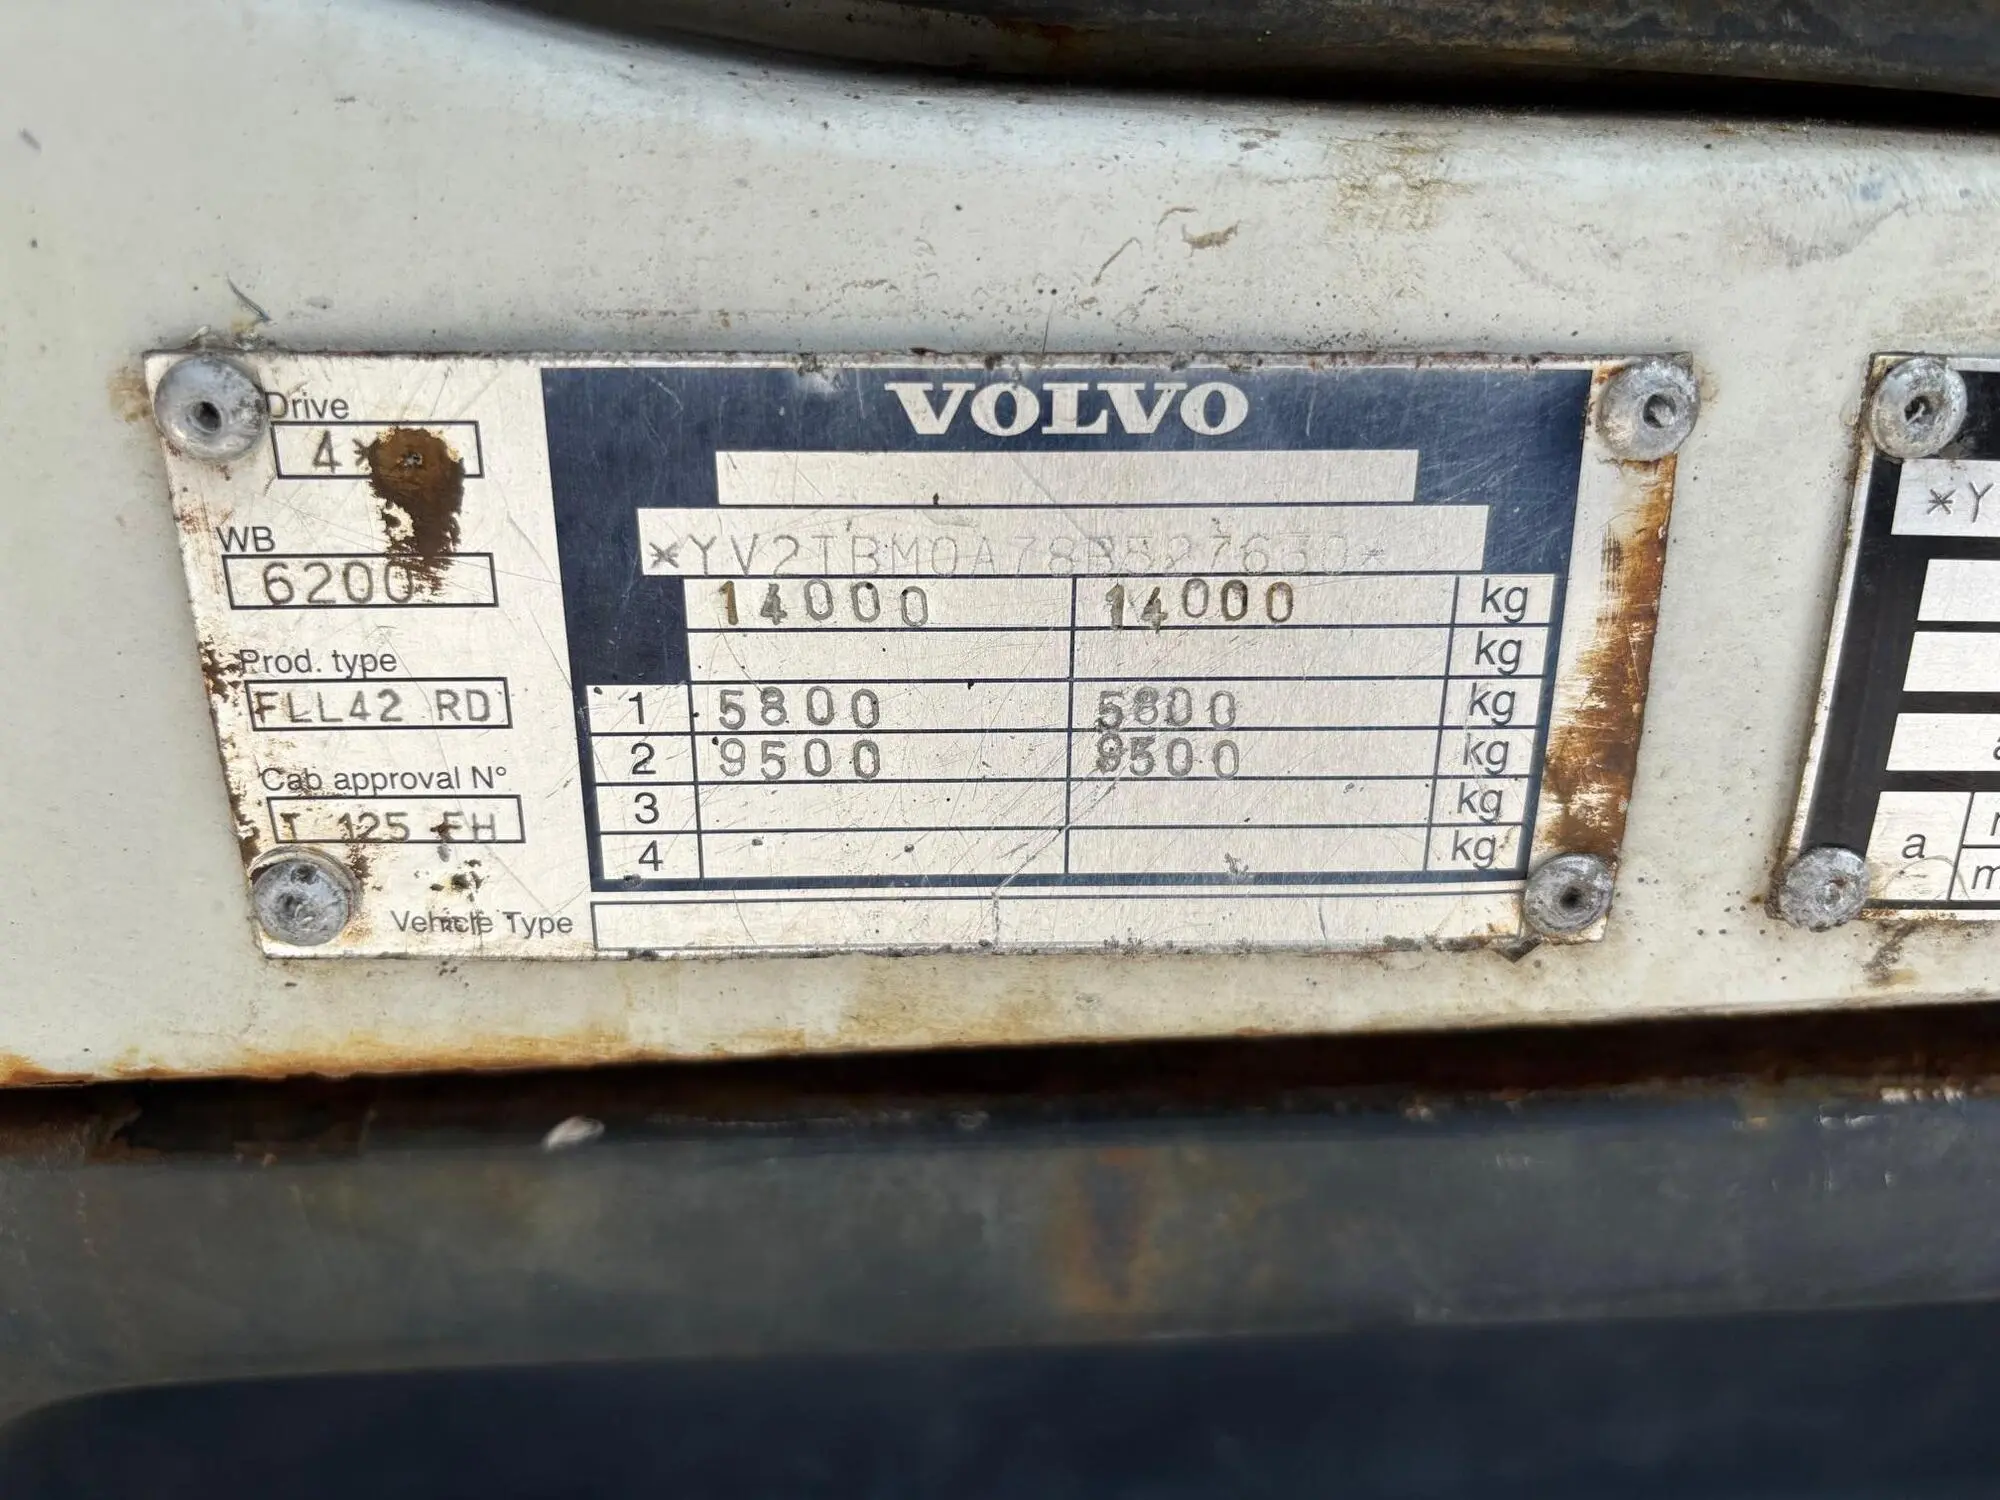 VOLVO
Drive
4*
WB
6200
Prod. type
FLL42 RD
Cab approval N°
T 125 FH
Vehicle Type
*YV2TBM0A78B527630*
14000 14000 kg
kg
1 5800 5800 kg
2 9500 9500 kg
3 kg
4 kg
*Y
a
m